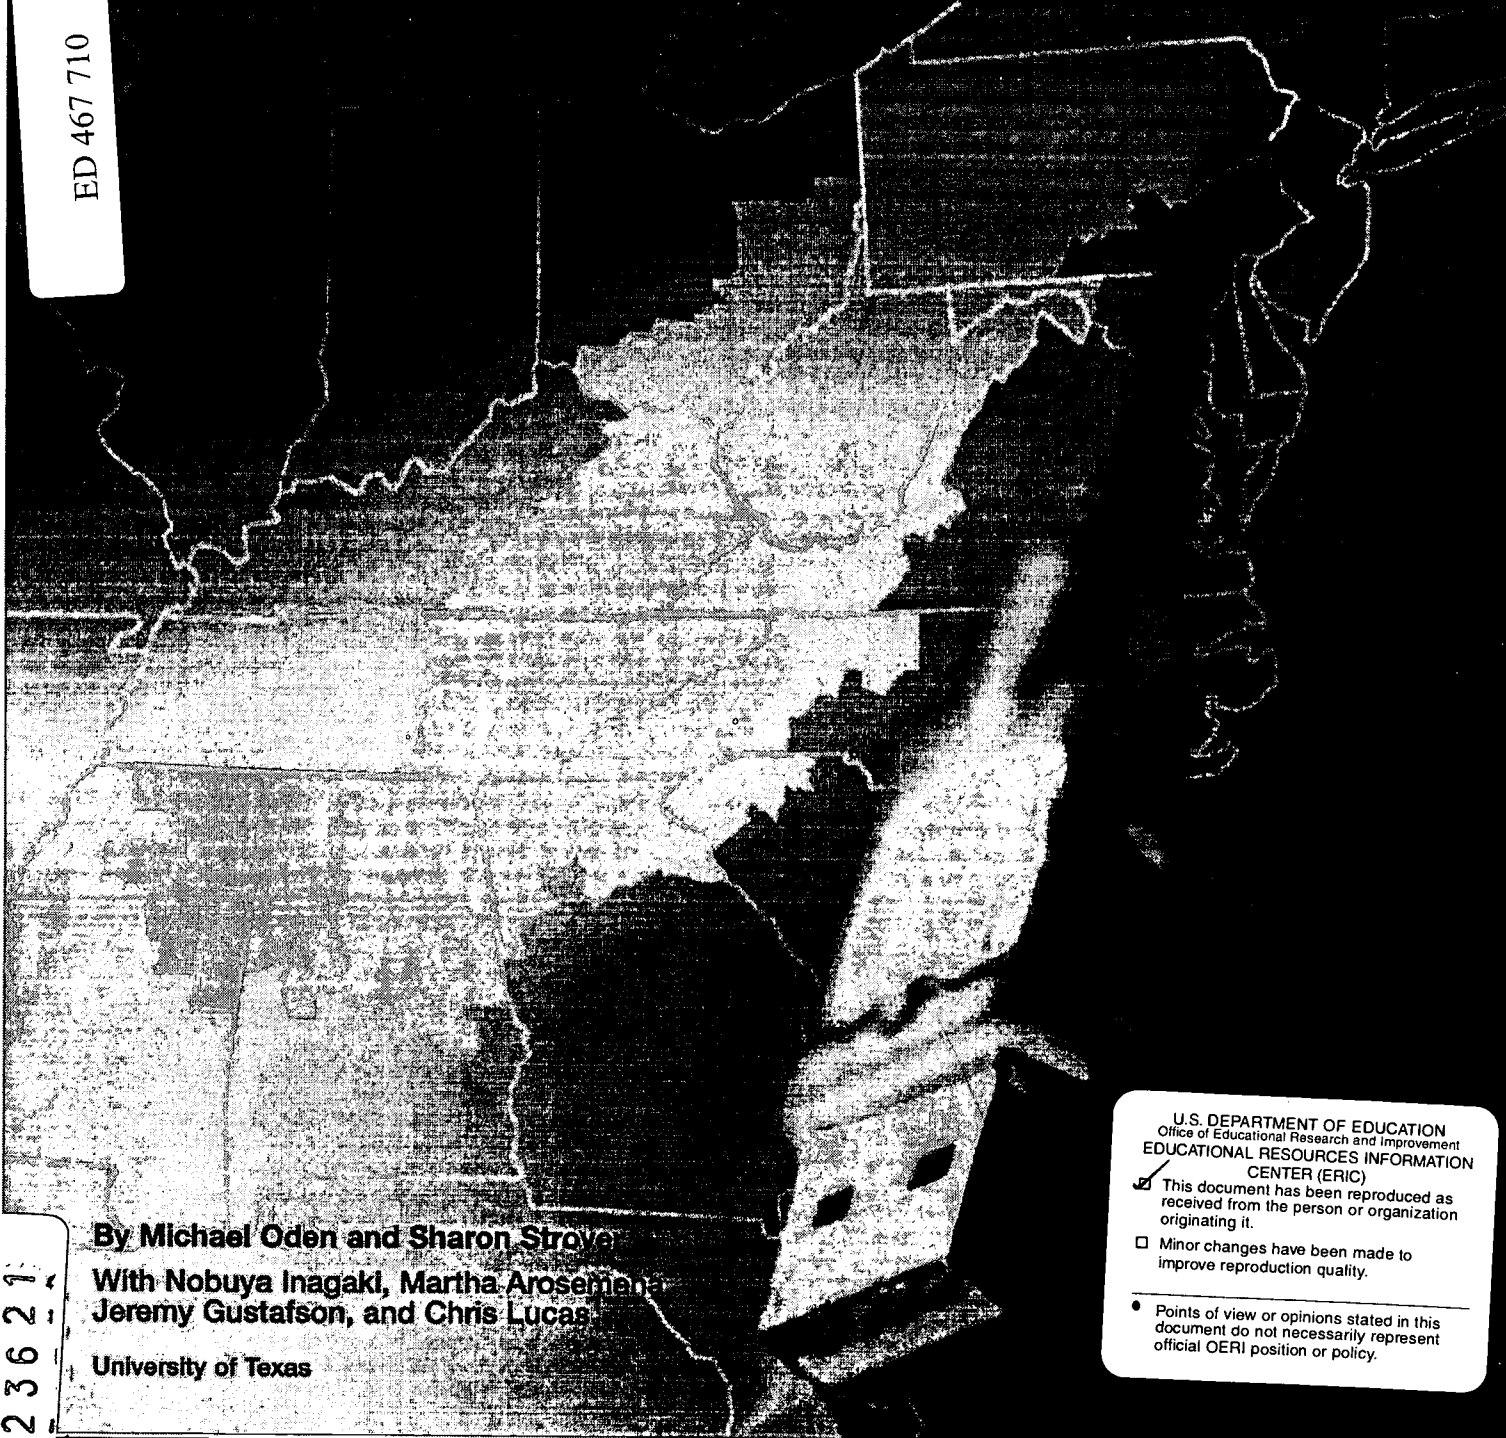 ED 467 710
By Michael Oden and Sharon Strover
With Nobuya Inagaki, Martha Arosemena
Jeremy Gustafson, and Chris Lucas
University of Texas
U.S. DEPARTMENT OF EDUCATION
Office of Educational Research and Improvement
EDUCATIONAL RESOURCES INFORMATION
CENTER (ERIC)
This document has been reproduced as
received from the person or organization
originating it.
Minor changes have been made to
improve reproduction quality.
Points of view or opinions stated in this
document do not necessarily represent
official OERI position or policy.